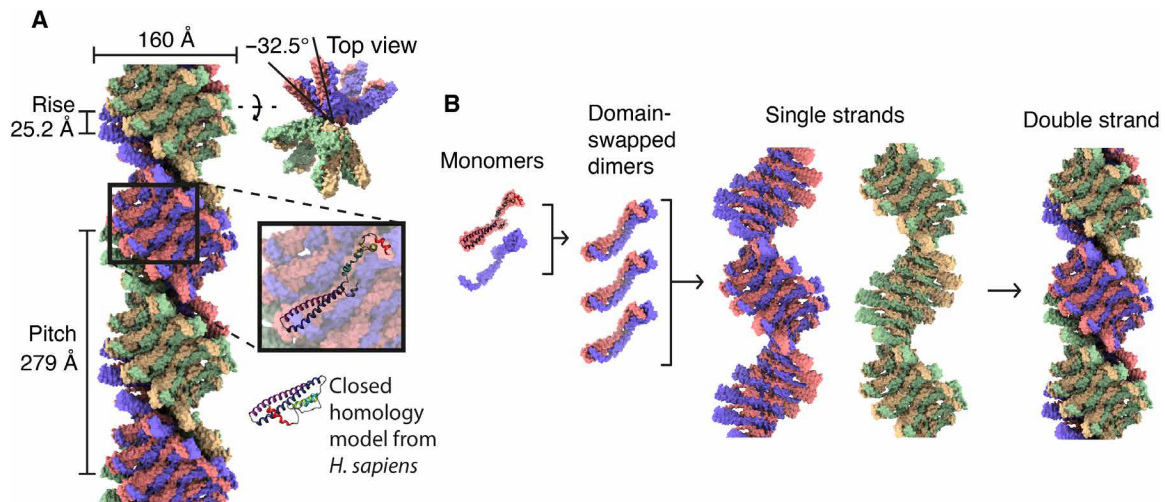 A
160 Å
−32.5°
Top view
Rise
25.2 Å
Pitch
279 Å
Closed
homology
model from
H. sapiens
B
Monomers
Domain-
swapped
dimers
Single strands
Double strand